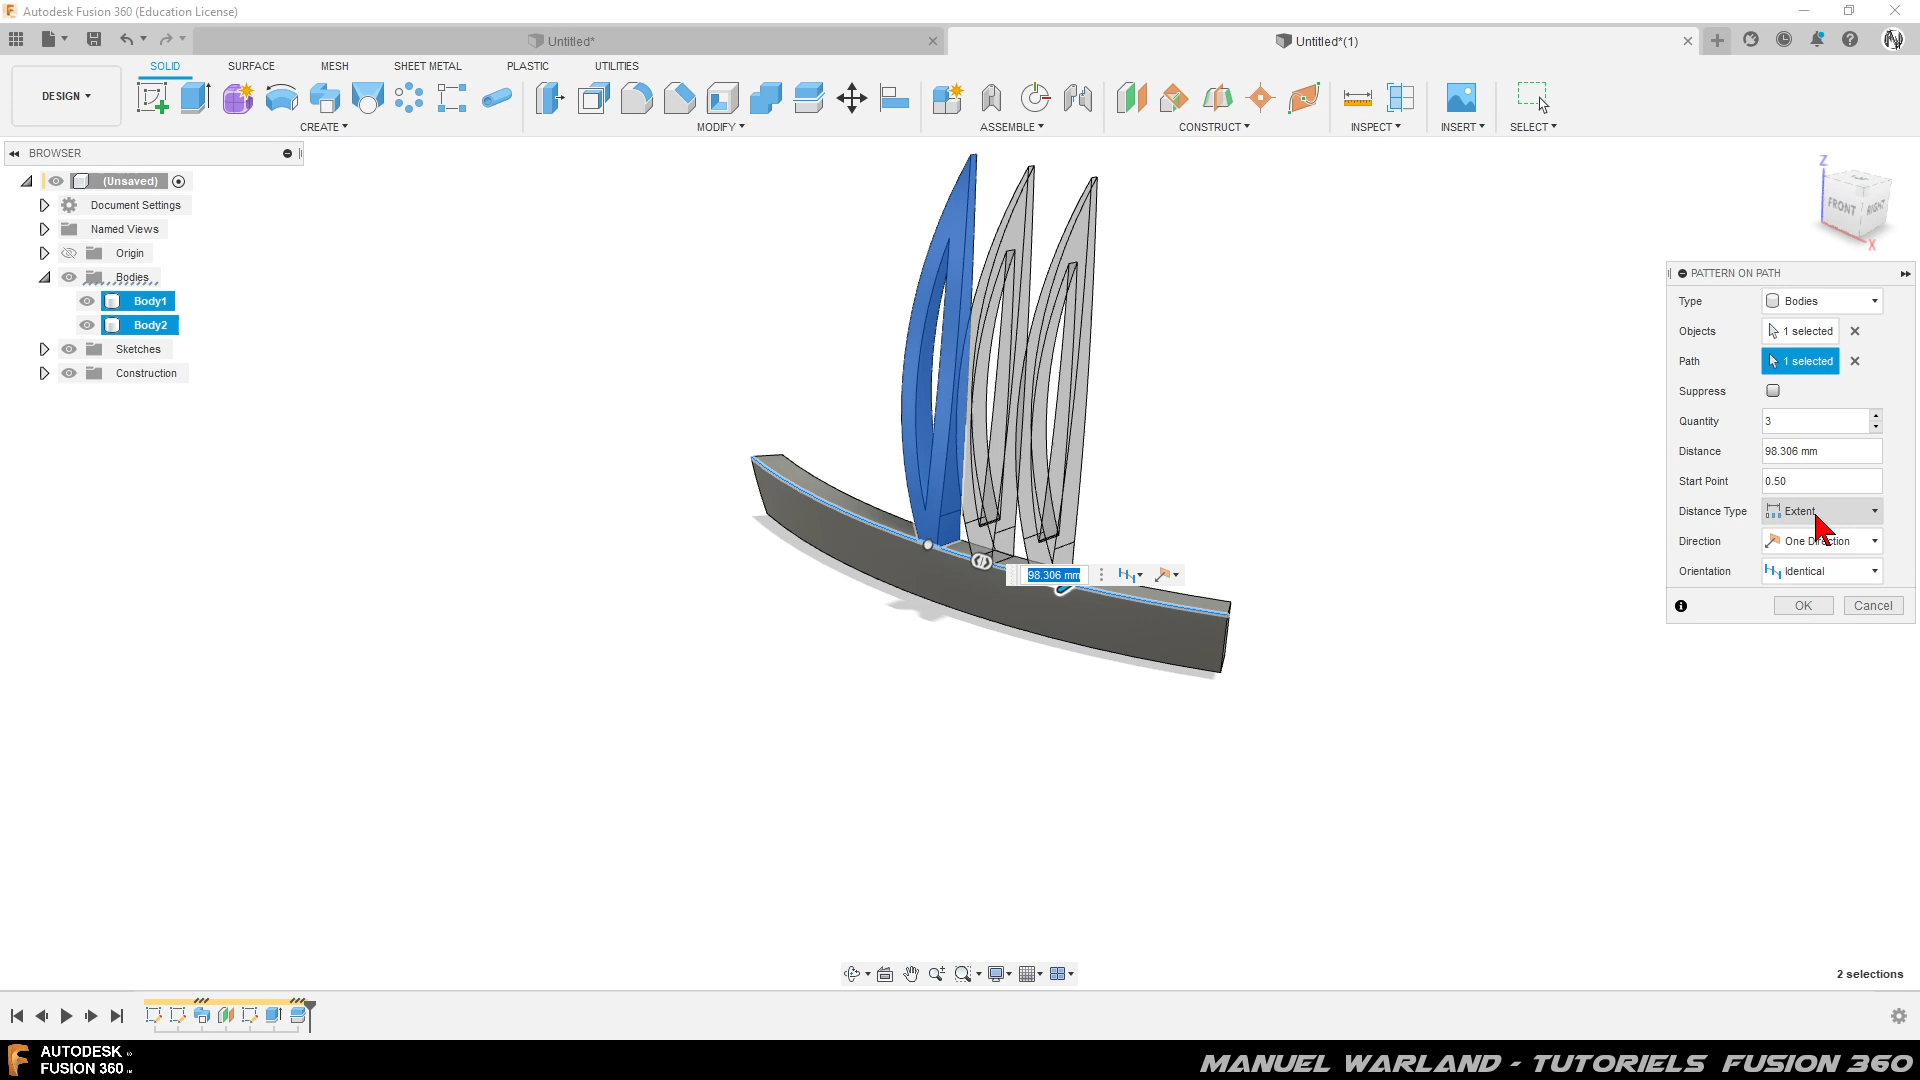 Autodesk Fusion 360 (Education License)
Untitled*
Untitled*(1)
DESIGN
SOLID
SURFACE
MESH
SHEET METAL
PLASTIC
UTILITIES
CREATE
MODIFY
ASSEMBLE
CONSTRUCT
INSPECT
INSERT
SELECT
BROWSER
(Unsaved)
Document Settings
Named Views
Origin
Bodies
Body1
Body2
Sketches
Construction
Z
FRONT
RIGHT
X
PATTERN ON PATH
Type
Bodies
Objects
1 selected
Path
1 selected
Suppress
Quantity
3
Distance
98.306 mm
Start Point
0.50
Distance Type
Extent
Direction
One Direction
Orientation
Identical
OK
Cancel
98.306 mm
2 selections
AUTODESK
FUSION 360
MANUEL WARLAND - TUTORIELS FUSION 360